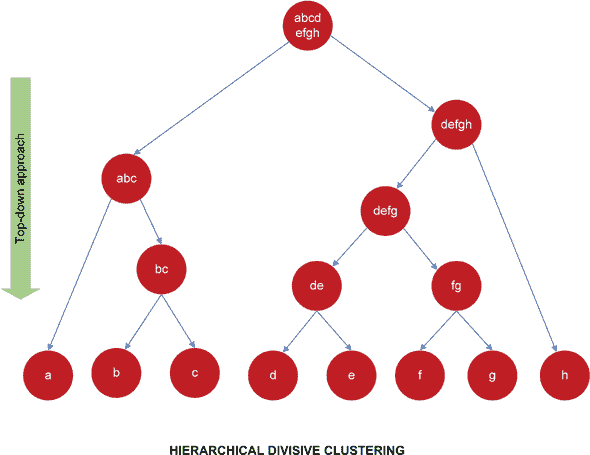 abcd
efgh
defgh
abc
Top-down approach
defg
bc
de
fg
a
b
c
d
e
f
g
h
HIERARCHICAL DIVISIVE CLUSTERING